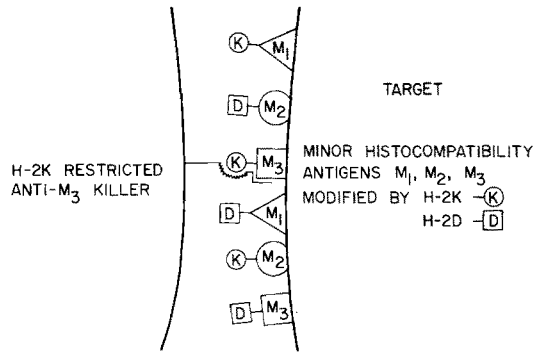 K M1
D M2
K M3
D M1
K M2
D M3
H-2K RESTRICTED
ANTI-M3 KILLER
TARGET
MINOR HISTOCOMPATIBILITY
ANTIGENS M1, M2, M3
MODIFIED BY H-2K -K
H-2D -D